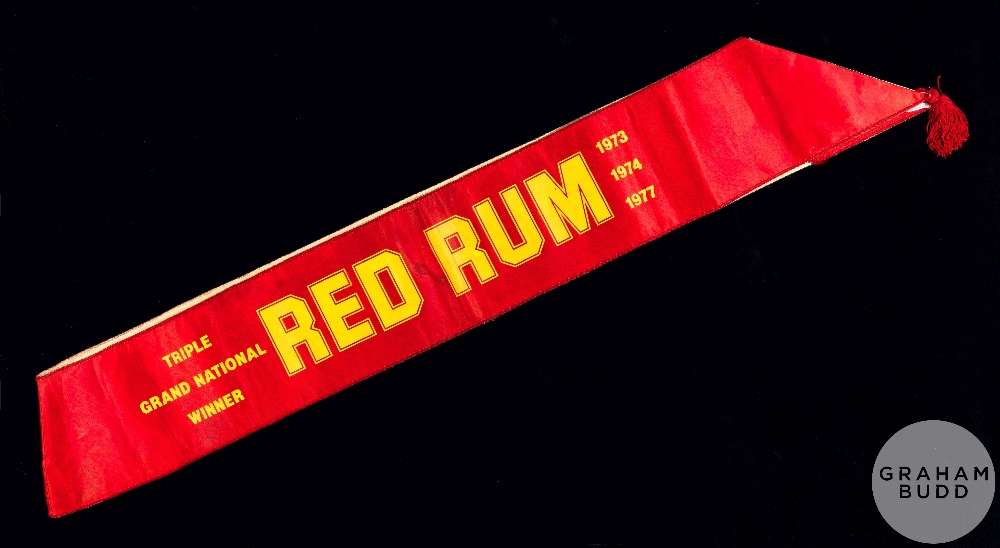 TRIPLE
GRAND NATIONAL
WINNER
RED RUM
1973
1974
1977
GRAHAM
BUDD